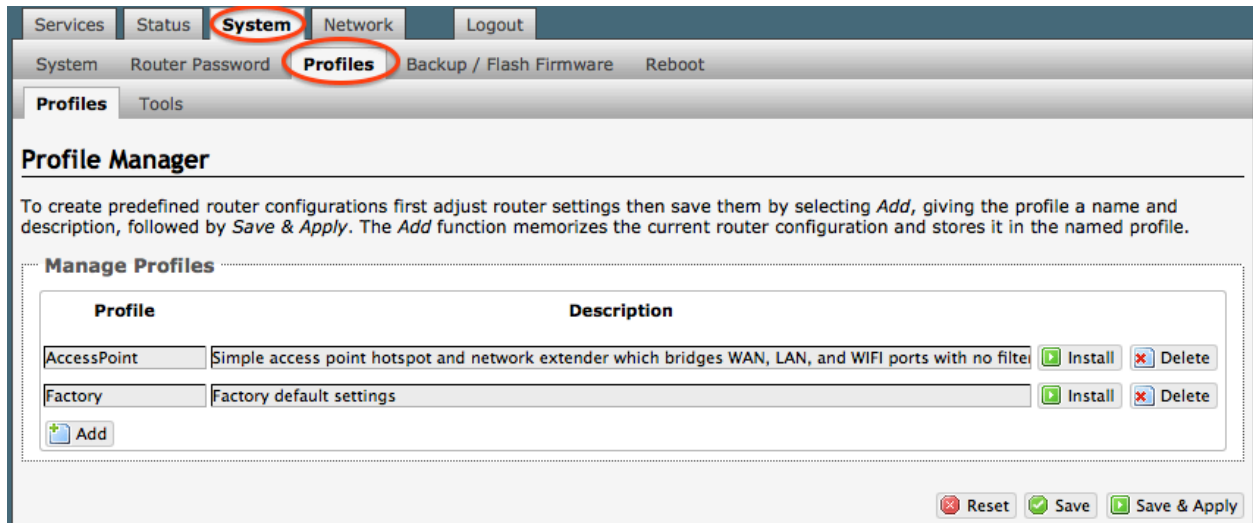 Services Status System Network Logout
System Router Password Profiles Backup / Flash Firmware Reboot
Profiles Tools
Profile Manager
To create predefined router configurations first adjust router settings then save them by selecting Add, giving the profile a name and
description, followed by Save & Apply. The Add function memorizes the current router configuration and stores it in the named profile.
Manage Profiles
Profile Description
AccessPoint Simple access point hotspot and network extender which bridges WAN, LAN, and WIFI ports with no filte Install Delete
Factory Factory default settings Install Delete
Add
Reset Save Save & Apply